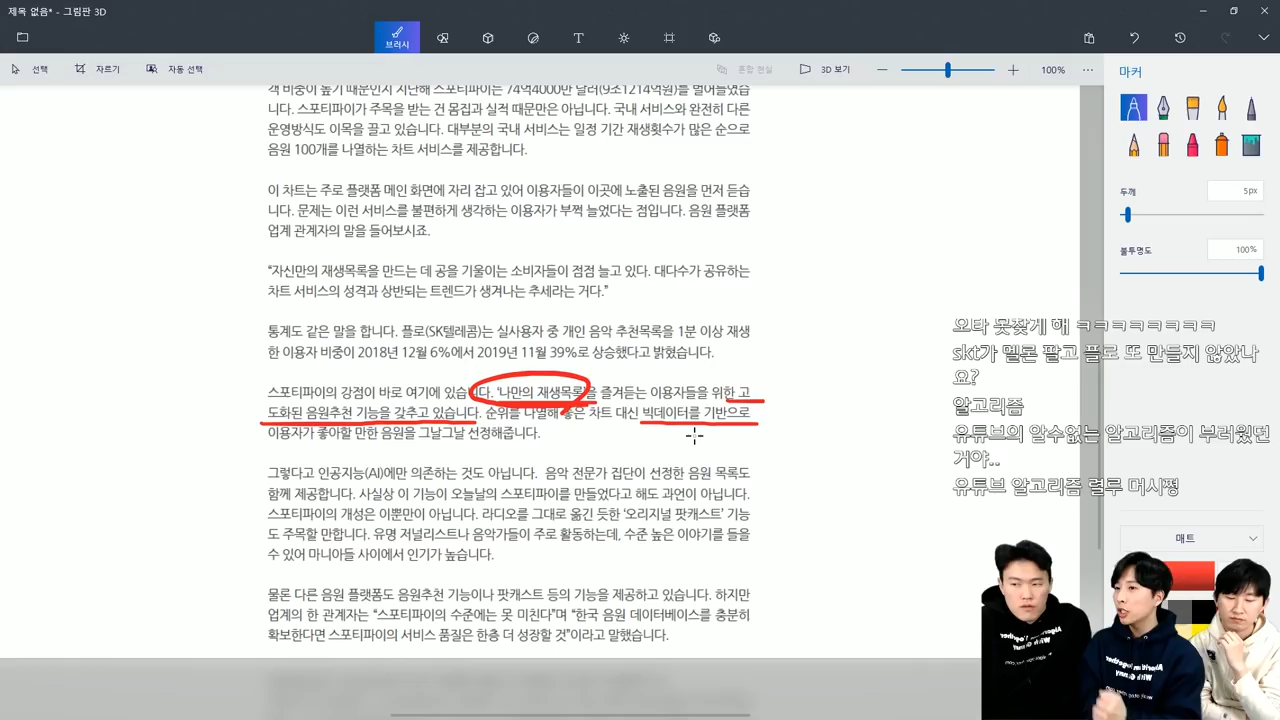 제목 없음* - 그림판 3D
브러시
선택
자르기
자동 선택
혼합 현실
3D 보기
100%
마커
두께
5px
불투명도
100%
매트
객 비중이 높기 때문인지 지난해 스포티파이는 74억4000만 달러(9조1214억원)를 벌어들였습
니다. 스포티파이가 주목을 받는 건 몸집과 실적 때문만은 아닙니다. 국내 서비스와 완전히 다른
운영방식도 이목을 끌고 있습니다. 대부분의 국내 서비스는 일정 기간 재생횟수가 많은 순으로
음원 100개를 나열하는 차트 서비스를 제공합니다.
이 차트는 주로 플랫폼 메인 화면에 자리 잡고 있어 이용자들이 이곳에 노출된 음원을 먼저 듣습
니다. 문제는 이런 서비스를 불편하게 생각하는 이용자가 부쩍 늘었다는 점입니다. 음원 플랫폼
업계 관계자의 말을 들어보시죠.
“자신만의 재생목록을 만드는 데 공을 기울이는 소비자들이 점점 늘고 있다. 대다수가 공유하는
차트 서비스의 성격과 상반되는 트렌드가 생겨나는 추세라는 거다.”
통계도 같은 말을 합니다. 플로(SK텔레콤)는 실사용자 중 개인 음악 추천목록을 1분 이상 재생
한 이용자 비중이 2018년 12월 6%에서 2019년 11월 39%로 상승했다고 밝혔습니다.
스포티파이의 강점이 바로 여기에 있습니다. ‘나만의 재생목록’을 즐겨듣는 이용자들을 위한 고
도화된 음원추천 기능을 갖추고 있습니다. 순위를 나열해 놓은 차트 대신 빅데이터를 기반으로
이용자가 좋아할 만한 음원을 그날그날 선정해줍니다.
그렇다고 인공지능(AI)에만 의존하는 것도 아닙니다. 음악 전문가 집단이 선정한 음원 목록도
함께 제공합니다. 사실상 이 기능이 오늘날의 스포티파이를 만들었다고 해도 과언이 아닙니다.
스포티파이의 개성은 이뿐만이 아닙니다. 라디오를 그대로 옮긴 듯한 ‘오리지널 팟캐스트’ 기능
도 주목할 만합니다. 유명 저널리스트나 음악가들이 주로 활동하는데, 수준 높은 이야기를 들을
수 있어 마니아들 사이에서 인기가 높습니다.
물론 다른 음원 플랫폼도 음원추천 기능이나 팟캐스트 등의 기능을 제공하고 있습니다. 하지만
업계의 한 관계자는 “스포티파이의 수준에는 못 미친다”며 “한국 음원 데이터베이스를 충분히
확보한다면 스포티파이의 서비스 품질은 한층 더 성장할 것”이라고 말했습니다.
오타 못찾게 해 ㅋㅋㅋㅋㅋㅋㅋㅋ
skt가 멜론 팔고 플로 또 만들지 않았나
요?
알고리즘
유튜브의 알수없는 알고리즘이 부러웠던
거야..
유튜브 알고리즘 렬루 머시쪙